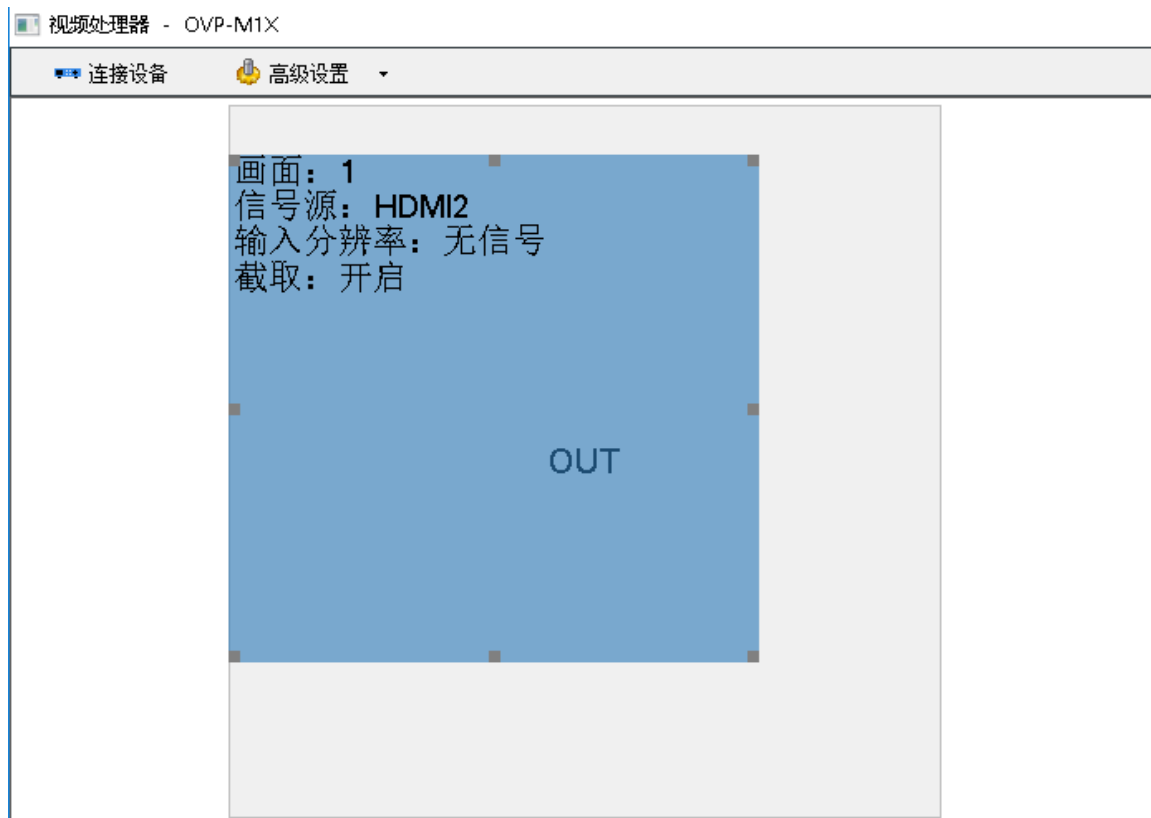 视频处理器 - OVP-M1X
连接设备 高级设置
画面：1
信号源：HDMI2
输入分辨率：无信号
截取：开启
OUT